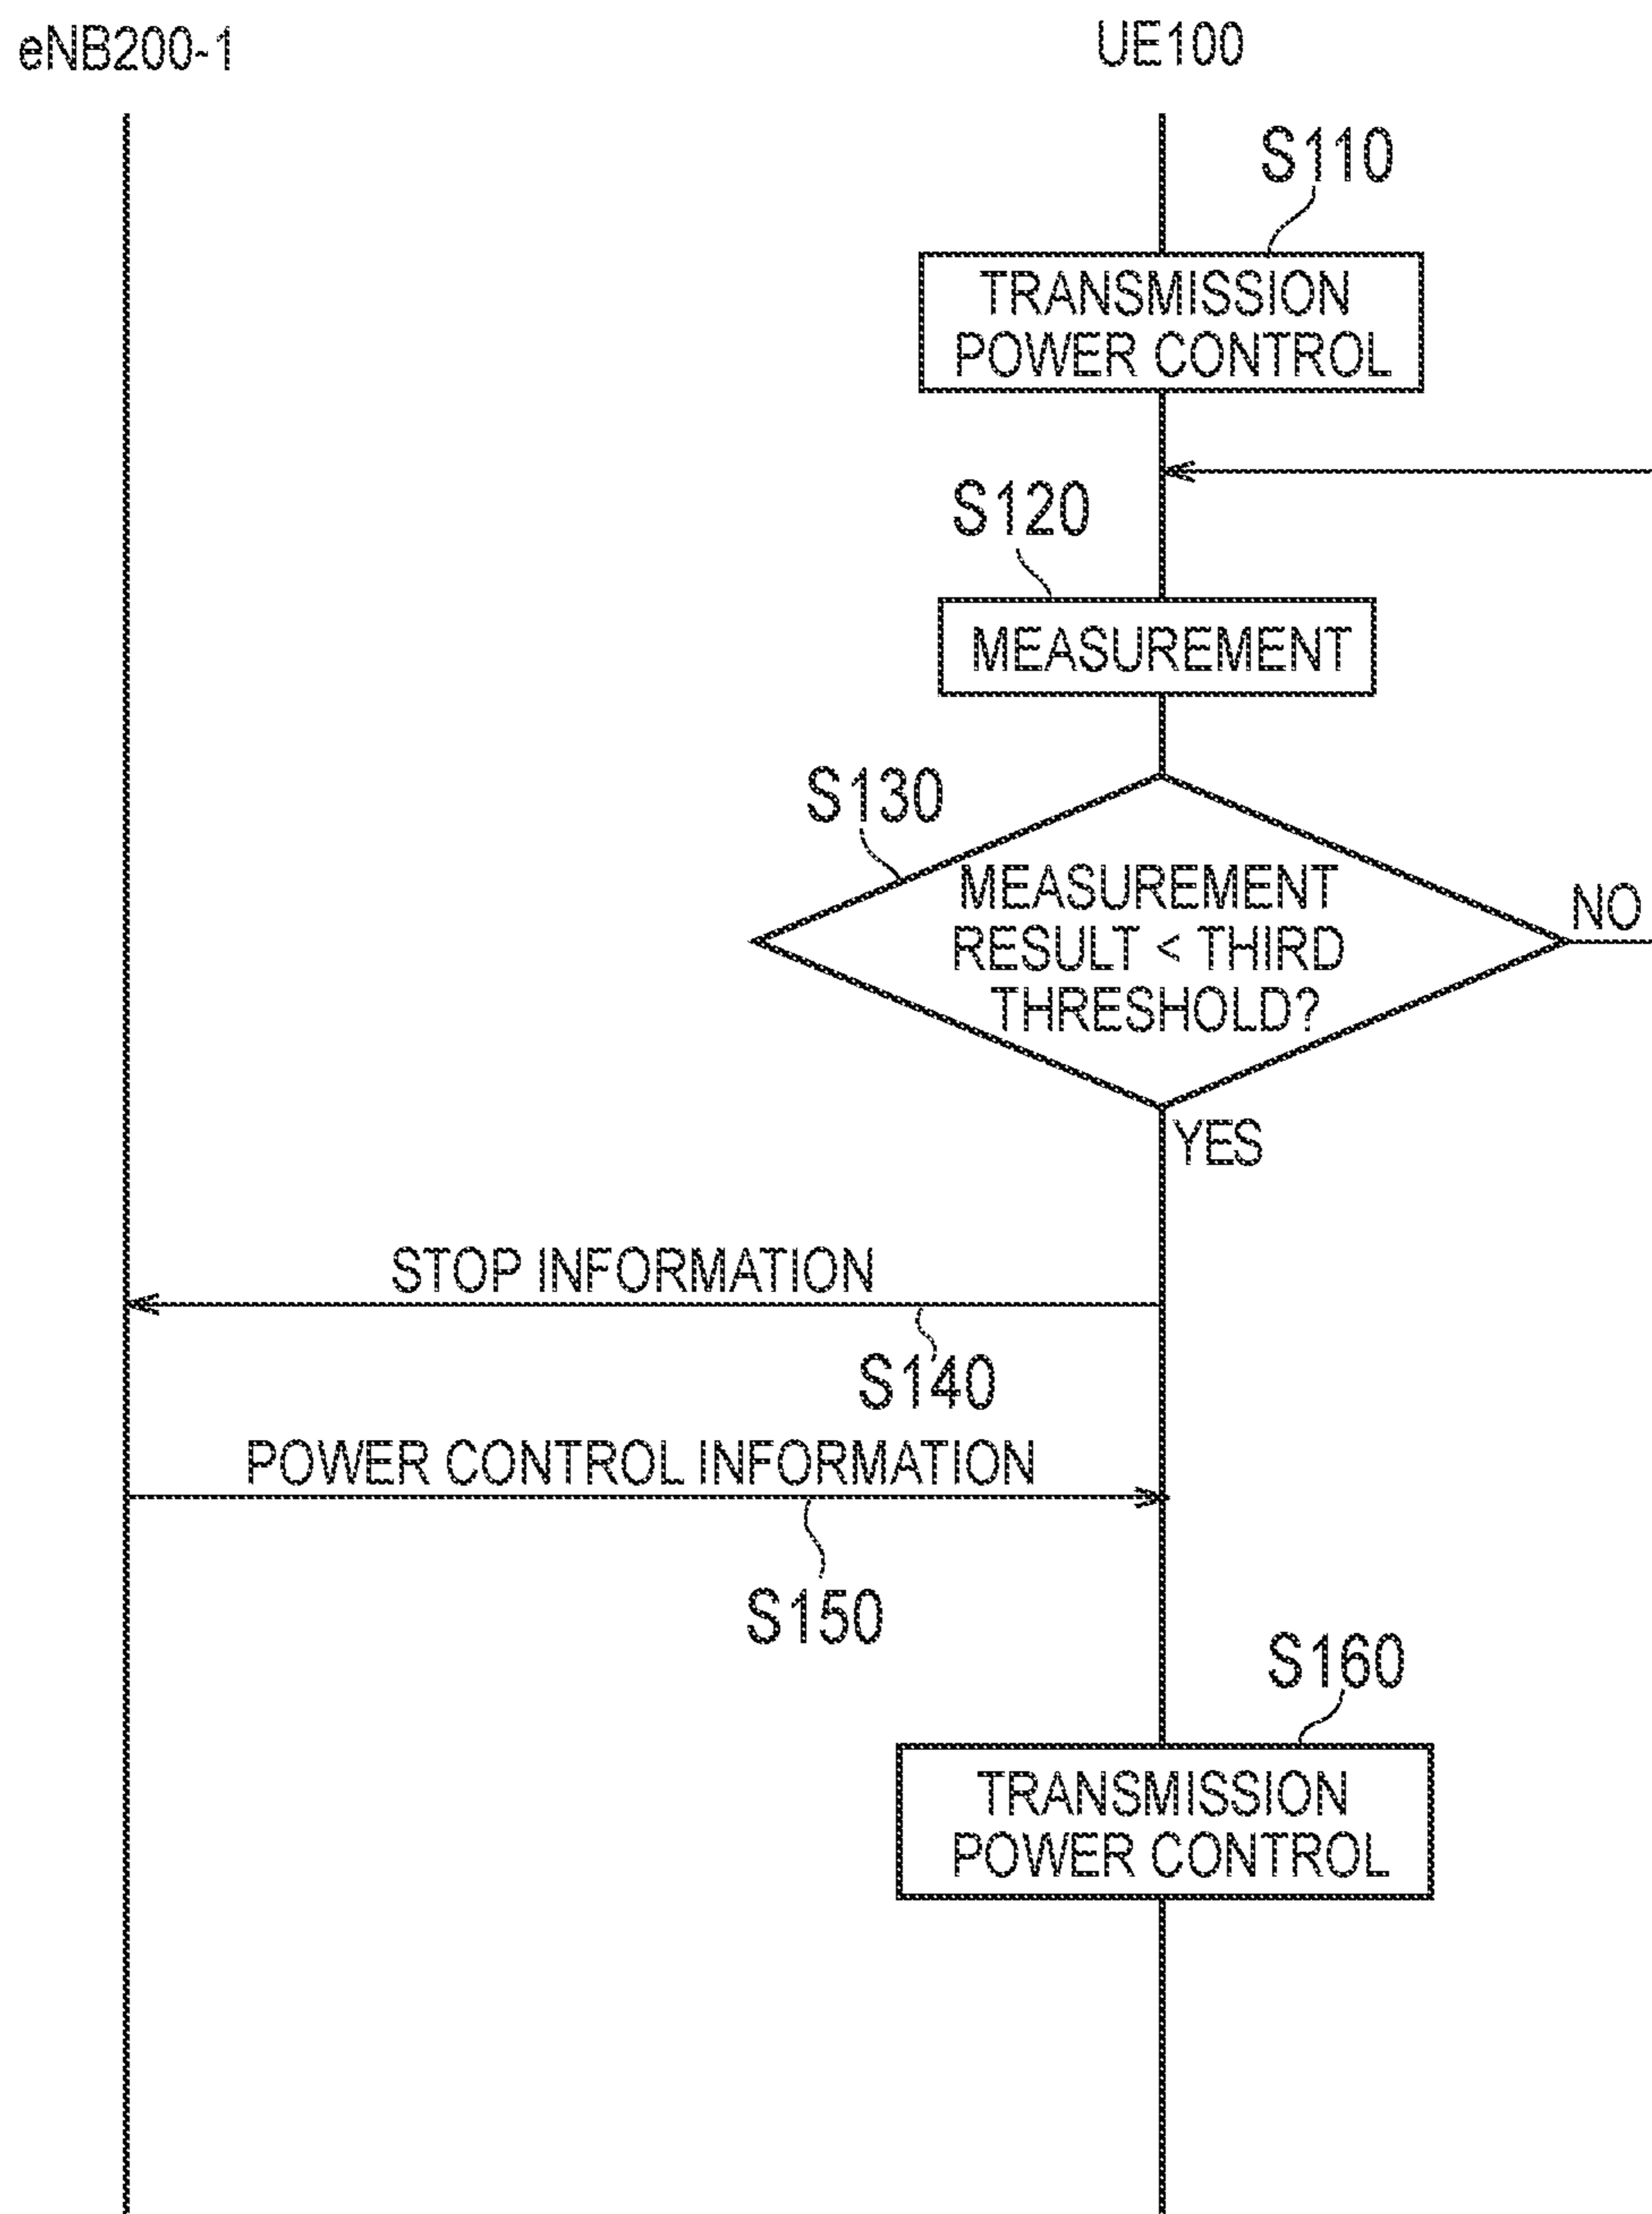 eNB200-1
UE100
S110
TRANSMISSION
POWER CONTROL
S120
MEASUREMENT
S130
MEASUREMENT
RESULT < THIRD
THRESHOLD?
NO
YES
STOP INFORMATION
S140
POWER CONTROL INFORMATION
S150
S160
TRANSMISSION
POWER CONTROL